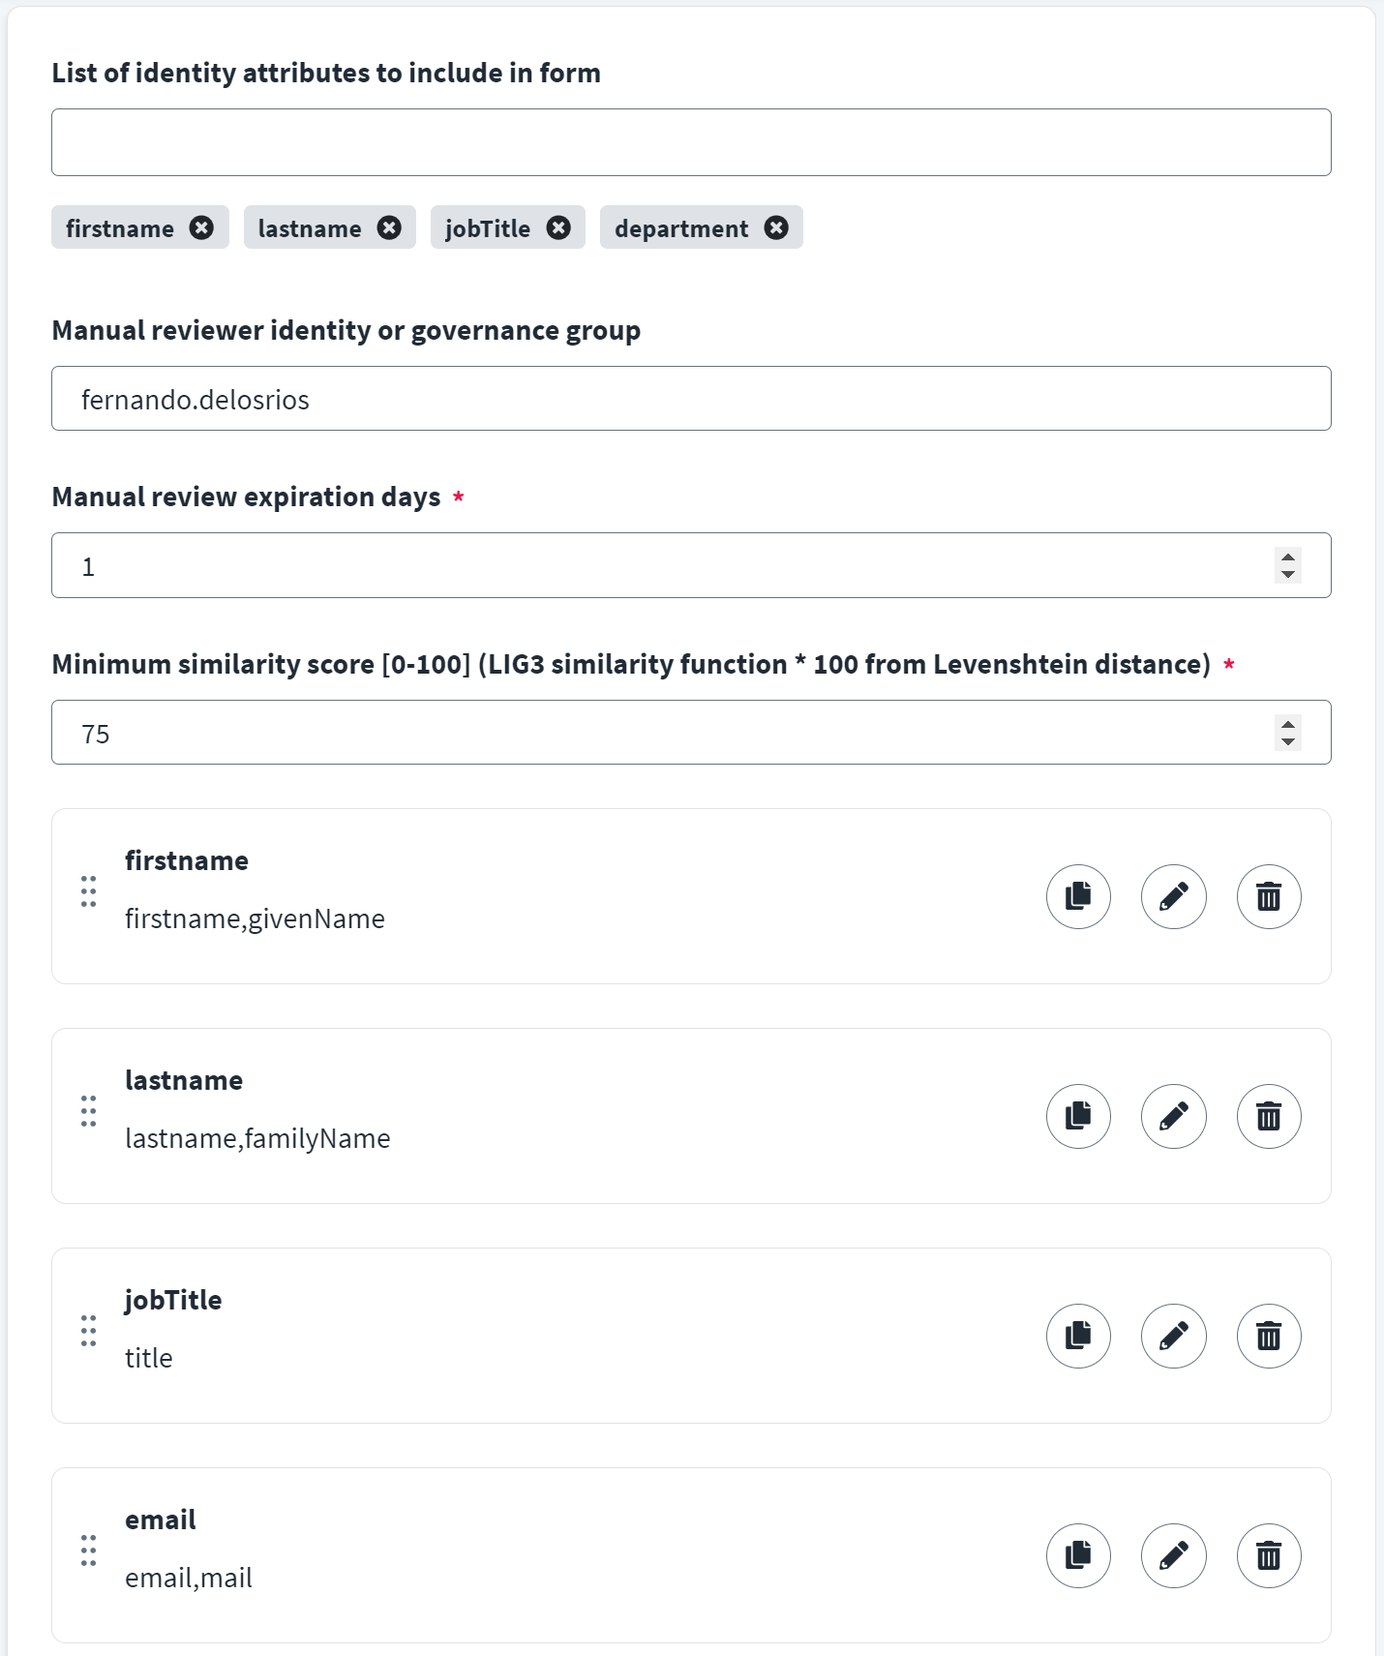 List of identity attributes to include in form
firstname lastname jobTitle department
Manual reviewer identity or governance group
fernando.delosrios
Manual review expiration days *
1
Minimum similarity score [0-100] (LIG3 similarity function * 100 from Levenshtein distance) *
75
firstname
firstname,givenName
lastname
lastname,familyName
jobTitle
title
email
email,mail